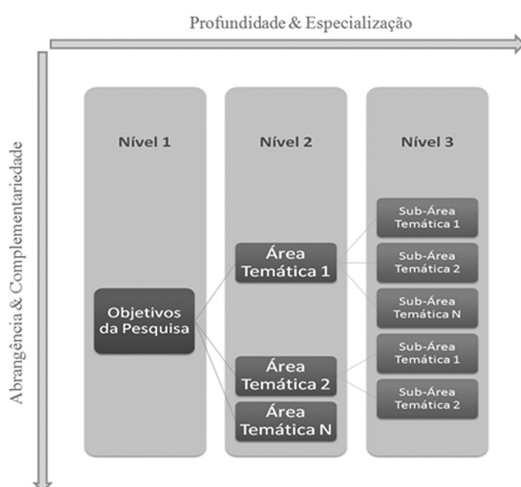 Profundidade & Especialização
Abrangência & Complementariedade
Nível 1
Nível 2
Nível 3
Objetivos
da Pesquisa
Área
Temática 1
Área
Temática 2
Área
Temática N
Sub-Área
Temática 1
Sub-Área
Temática 2
Sub-Área
Temática N
Sub-Área
Temática 1
Sub-Área
Temática 2